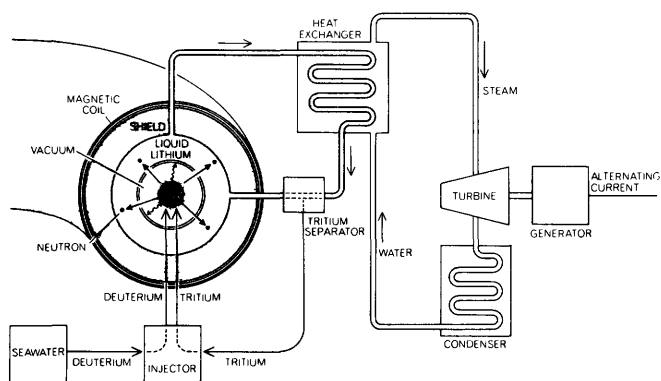 HEAT
EXCHANGER
STEAM
MAGNETIC
COIL
SHIELD
LIQUID
LITHIUM
VACUUM
NEUTRON
TRITIUM
SEPARATOR
TURBINE
ALTERNATING
CURRENT
GENERATOR
WATER
DEUTERIUM
TRITIUM
CONDENSER
SEAWATER
DEUTERIUM
INJECTOR
TRITIUM